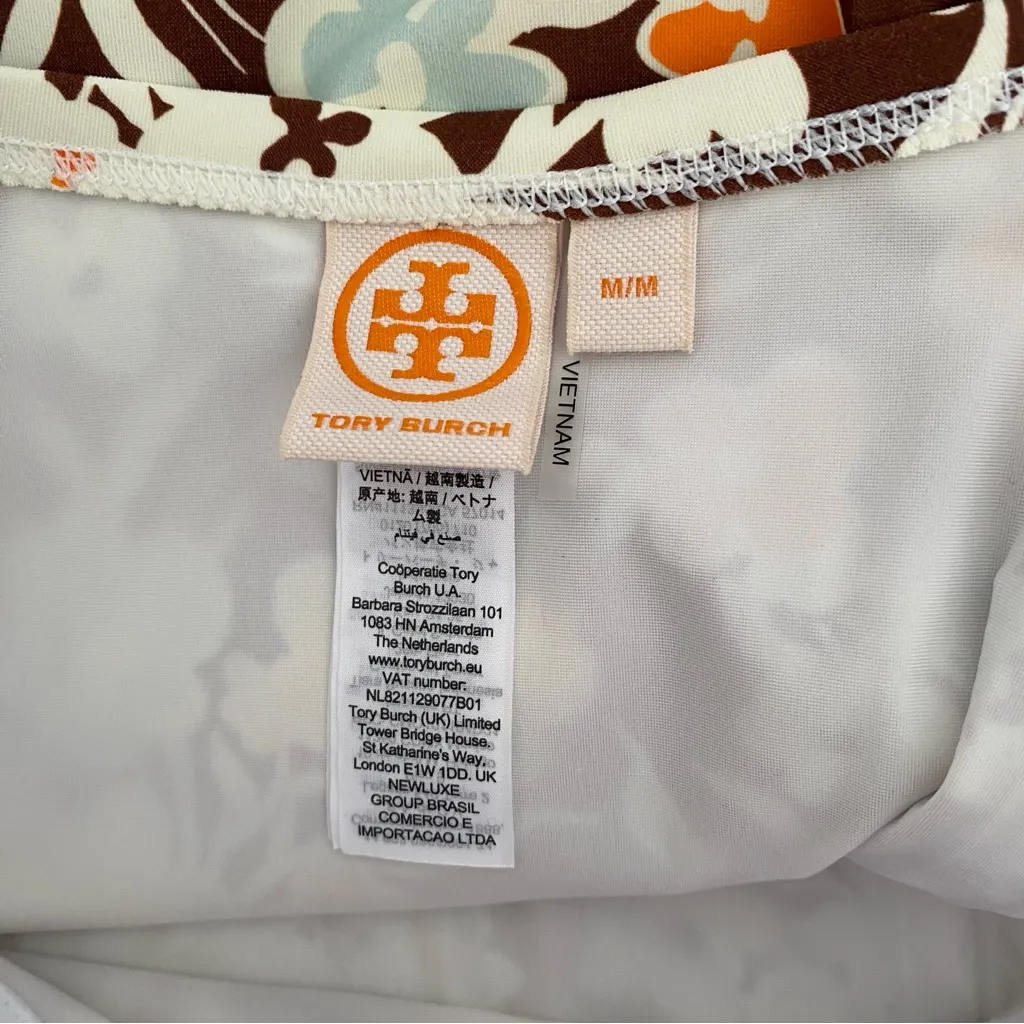 TORY BURCH
M/M
VIETNAM
VIETNÃ / 越南製造 /
原产地: 越南 / ベトナ
ム製
صنع في فيتنام
Coöperatie Tory
Burch U.A.
Barbara Strozzilaan 101
1083 HN Amsterdam
The Netherlands
www.toryburch.eu
VAT number:
NL821129077B01
Tory Burch (UK) Limited
Tower Bridge House,
St Katharine's Way,
London E1W 1DD. UK
NEWLUXE
GROUP BRASIL
COMERCIO E
IMPORTACAO LTDA